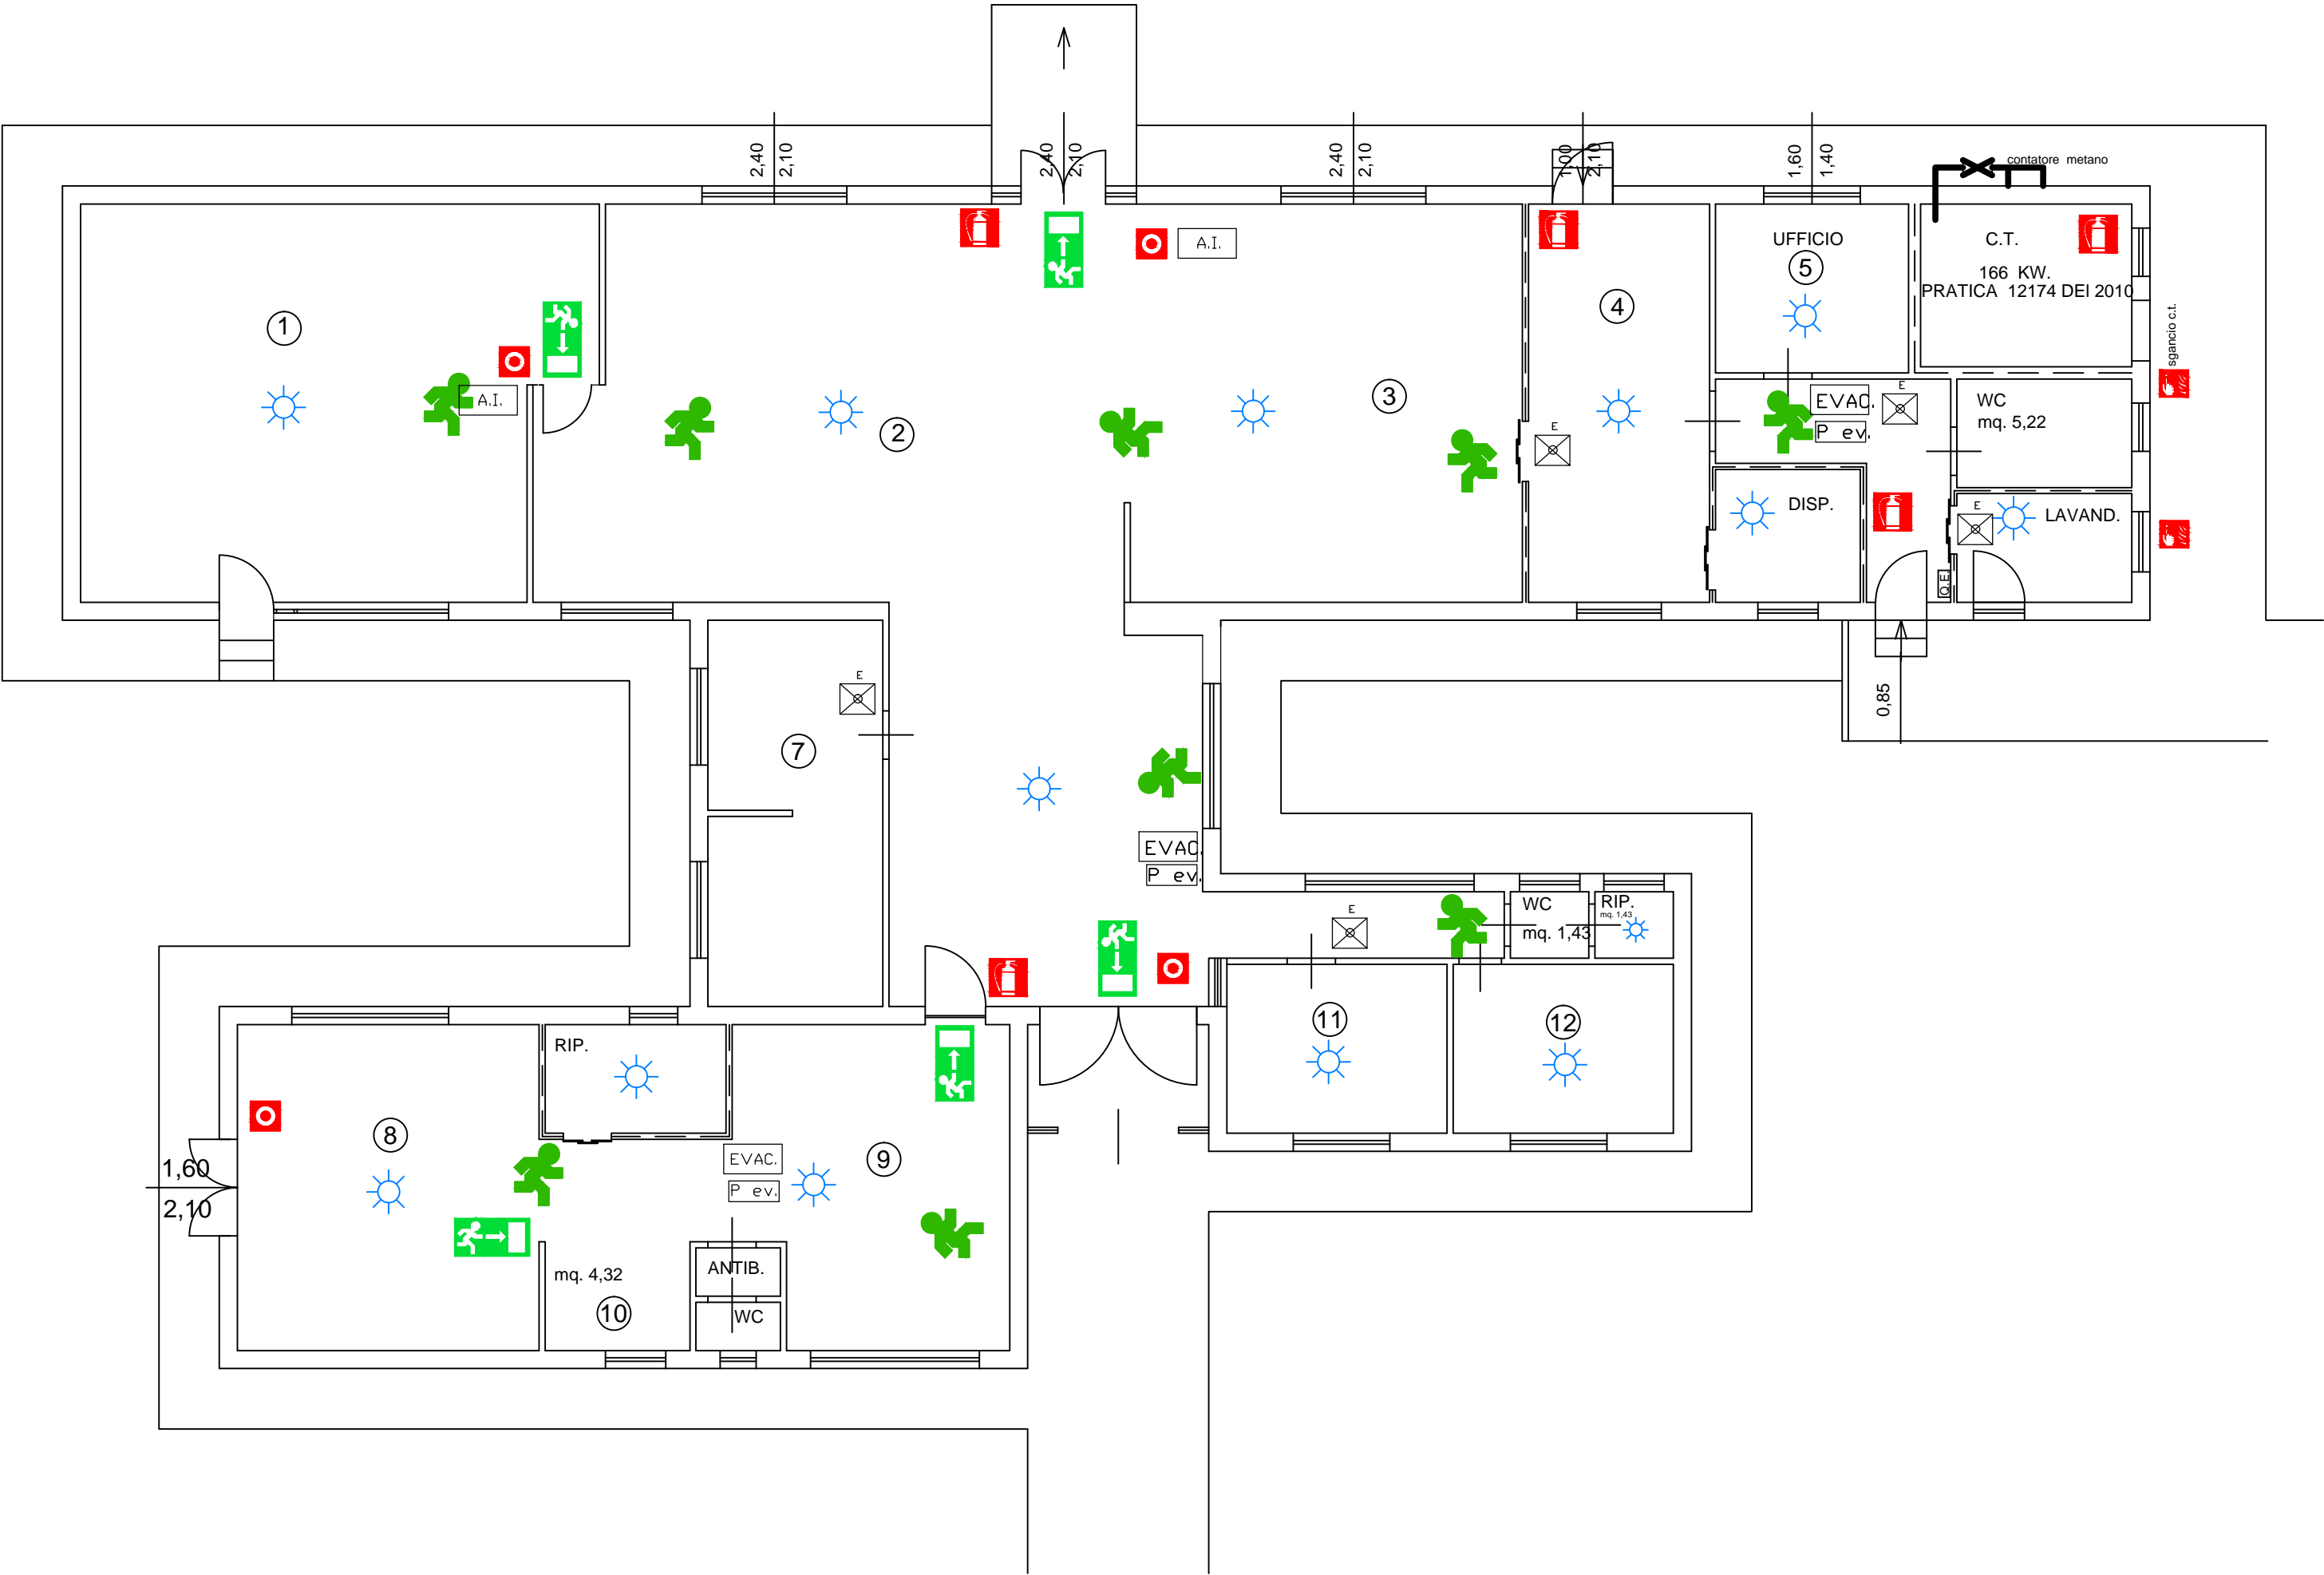 2,40
2,10
2,40
2,10
2,40
2,10
1,00
2,10
1,60
1,40
contatore metano
A.I.
UFFICIO
5
C.T.
166 KW.
PRATICA 12174 DEI 2010
sgancio c.t.
1
A.I.
2
3
4
E
EVAC.
P ev.
E
WC
mq. 5,22
DISP.
E
LAVAND.
Q.E.
0,85
E
7
EVAC.
P ev.
E
WC
mq. 1,43
RIP.
mq. 1,43
11
12
RIP.
8
1,60
2,10
EVAC.
P ev.
9
mq. 4,32
10
ANTIB.
WC